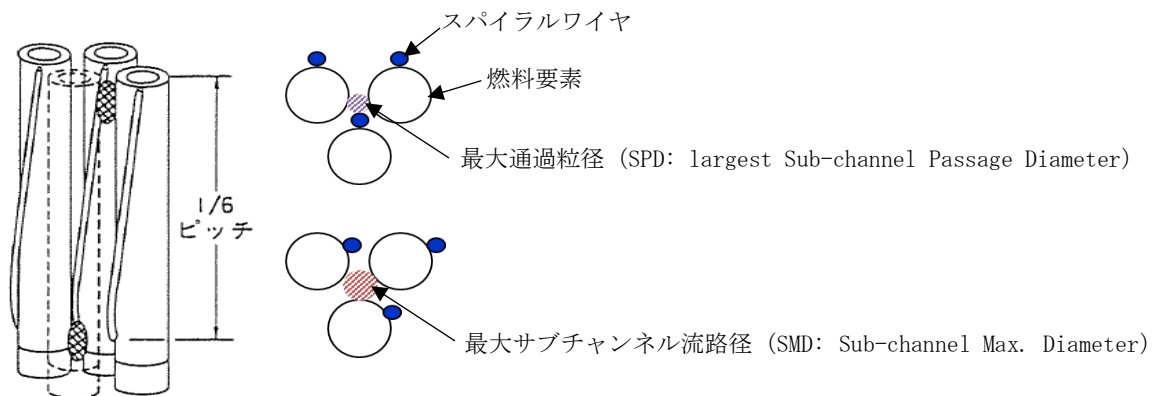 スパイラルワイヤ
燃料要素
最大通過粒径 (SPD: largest Sub-channel Passage Diameter)
1/6
ピッチ
最大サブチャンネル流路径 (SMD: Sub-channel Max. Diameter)